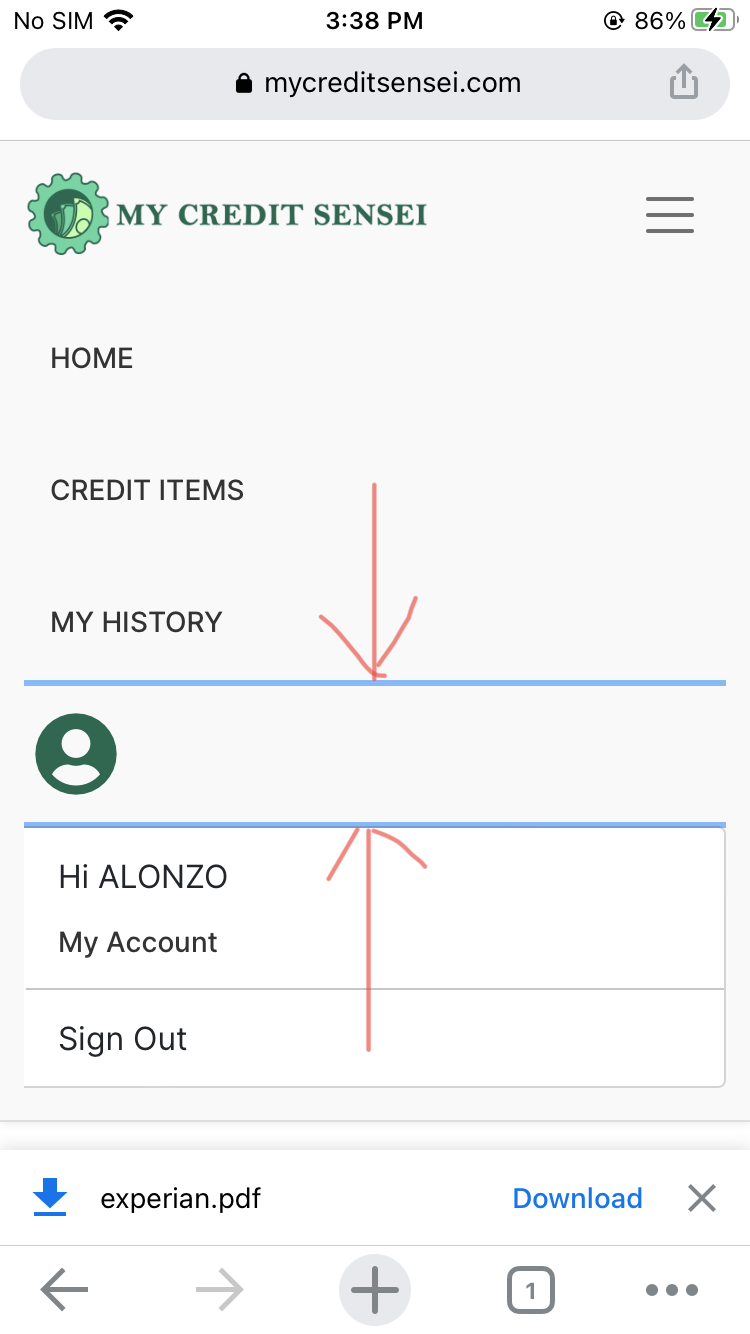 No SIM 3:38 PM 86%
mycreditsensei.com
MY CREDIT SENSEI
HOME
CREDIT ITEMS
MY HISTORY
Hi ALONZO
My Account
Sign Out
experian.pdf Download
1